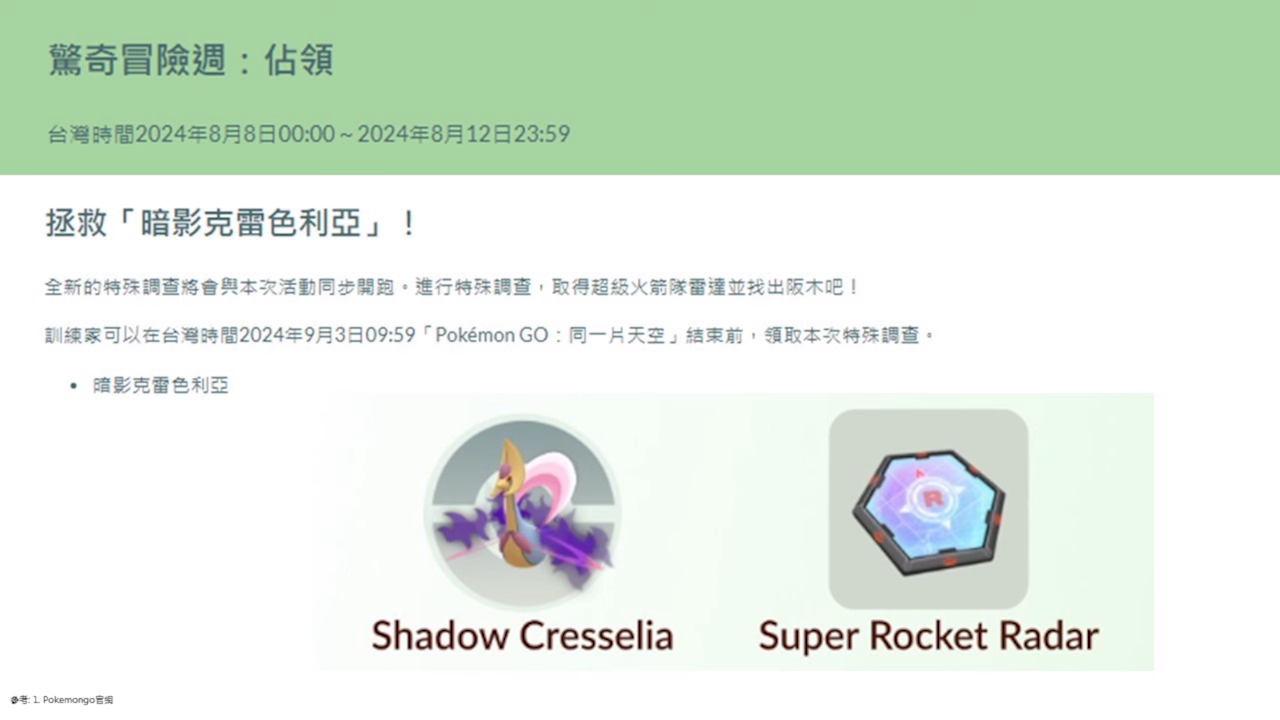 驚奇冒險週：佔領
台灣時間2024年8月8日00:00 ~ 2024年8月12日23:59
拯救「暗影克雷色利亞」！
全新的特殊調查將會與本次活動同步開跑。進行特殊調查，取得超級火箭隊雷達並找出阪木吧！
訓練家可以在台灣時間2024年9月3日09:59「Pokémon GO：同一片天空」結束前，領取本次特殊調查。
• 暗影克雷色利亞
R
Shadow Cresselia
Super Rocket Radar
參考: 1. Pokemongo官網